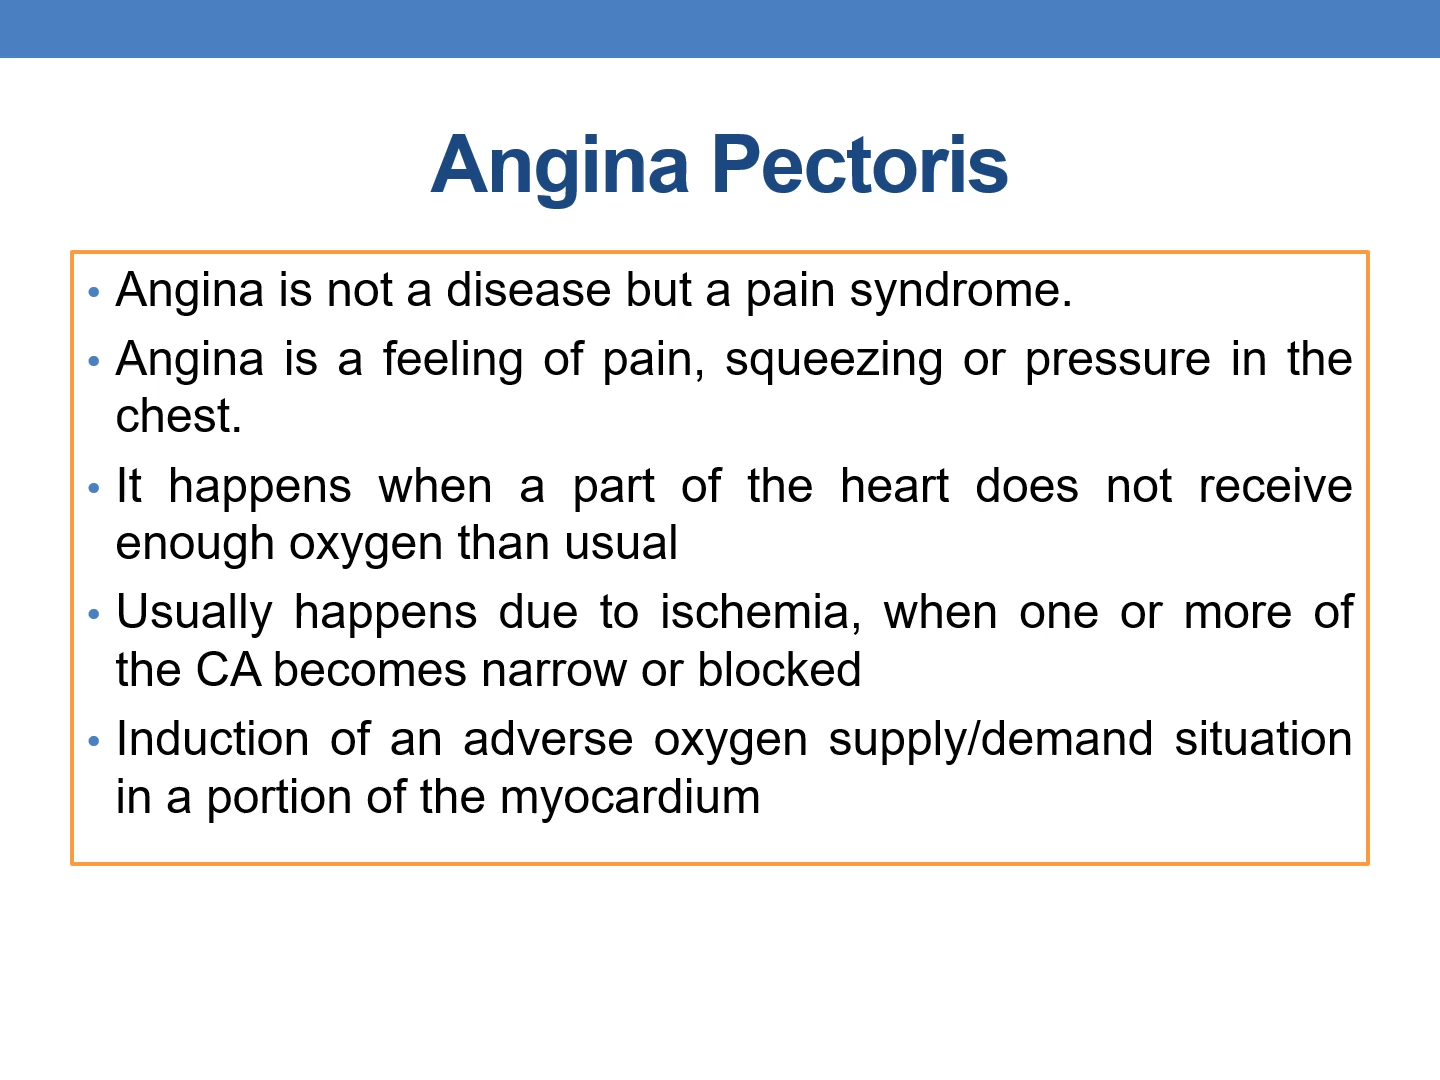 Angina Pectoris
• Angina is not a disease but a pain syndrome.
• Angina is a feeling of pain, squeezing or pressure in the
chest.
• It happens when a part of the heart does not receive
enough oxygen than usual
• Usually happens due to ischemia, when one or more of
the CA becomes narrow or blocked
• Induction of an adverse oxygen supply/demand situation
in a portion of the myocardium